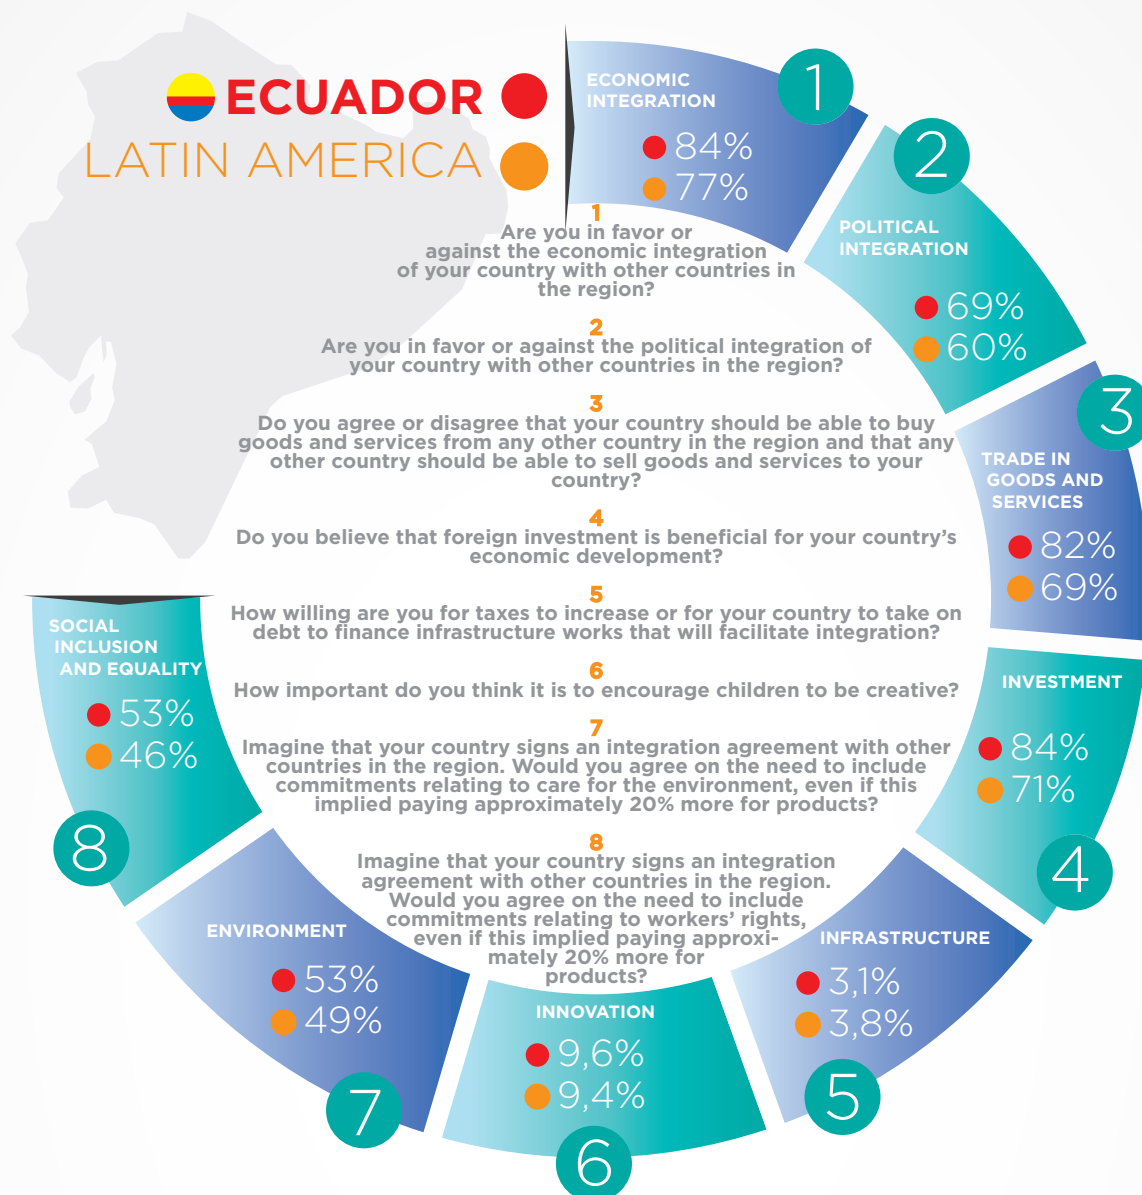 ECUADOR
LATIN AMERICA
ECONOMIC
INTEGRATION
84%
77%
1
2
POLITICAL
INTEGRATION
69%
60%
3
TRADE IN
GOODS AND
SERVICES
82%
69%
INVESTMENT
84%
71%
4
INFRASTRUCTURE
3,1%
3,8%
5
INNOVATION
9,6%
9,4%
6
ENVIRONMENT
53%
49%
7
SOCIAL
INCLUSION
AND EQUALITY
53%
46%
8
1
Are you in favor or
against the economic integration
of your country with other countries in
the region?
2
Are you in favor or against the political integration of
your country with other countries in the region?
3
Do you agree or disagree that your country should be able to buy
goods and services from any other country in the region and that any
other country should be able to sell goods and services to your
country?
4
Do you believe that foreign investment is beneficial for your country's
economic development?
5
How willing are you for taxes to increase or for your country to take on
debt to finance infrastructure works that will facilitate integration?
6
How important do you think it is to encourage children to be creative?
7
Imagine that your country signs an integration agreement with other
countries in the region. Would you agree on the need to include
commitments relating to care for the environment, even if this
implied paying approximately 20% more for products?
8
Imagine that your country signs an integration
agreement with other countries in the region.
Would you agree on the need to include
commitments relating to workers' rights,
even if this implied paying approxi-
mately 20% more for
products?